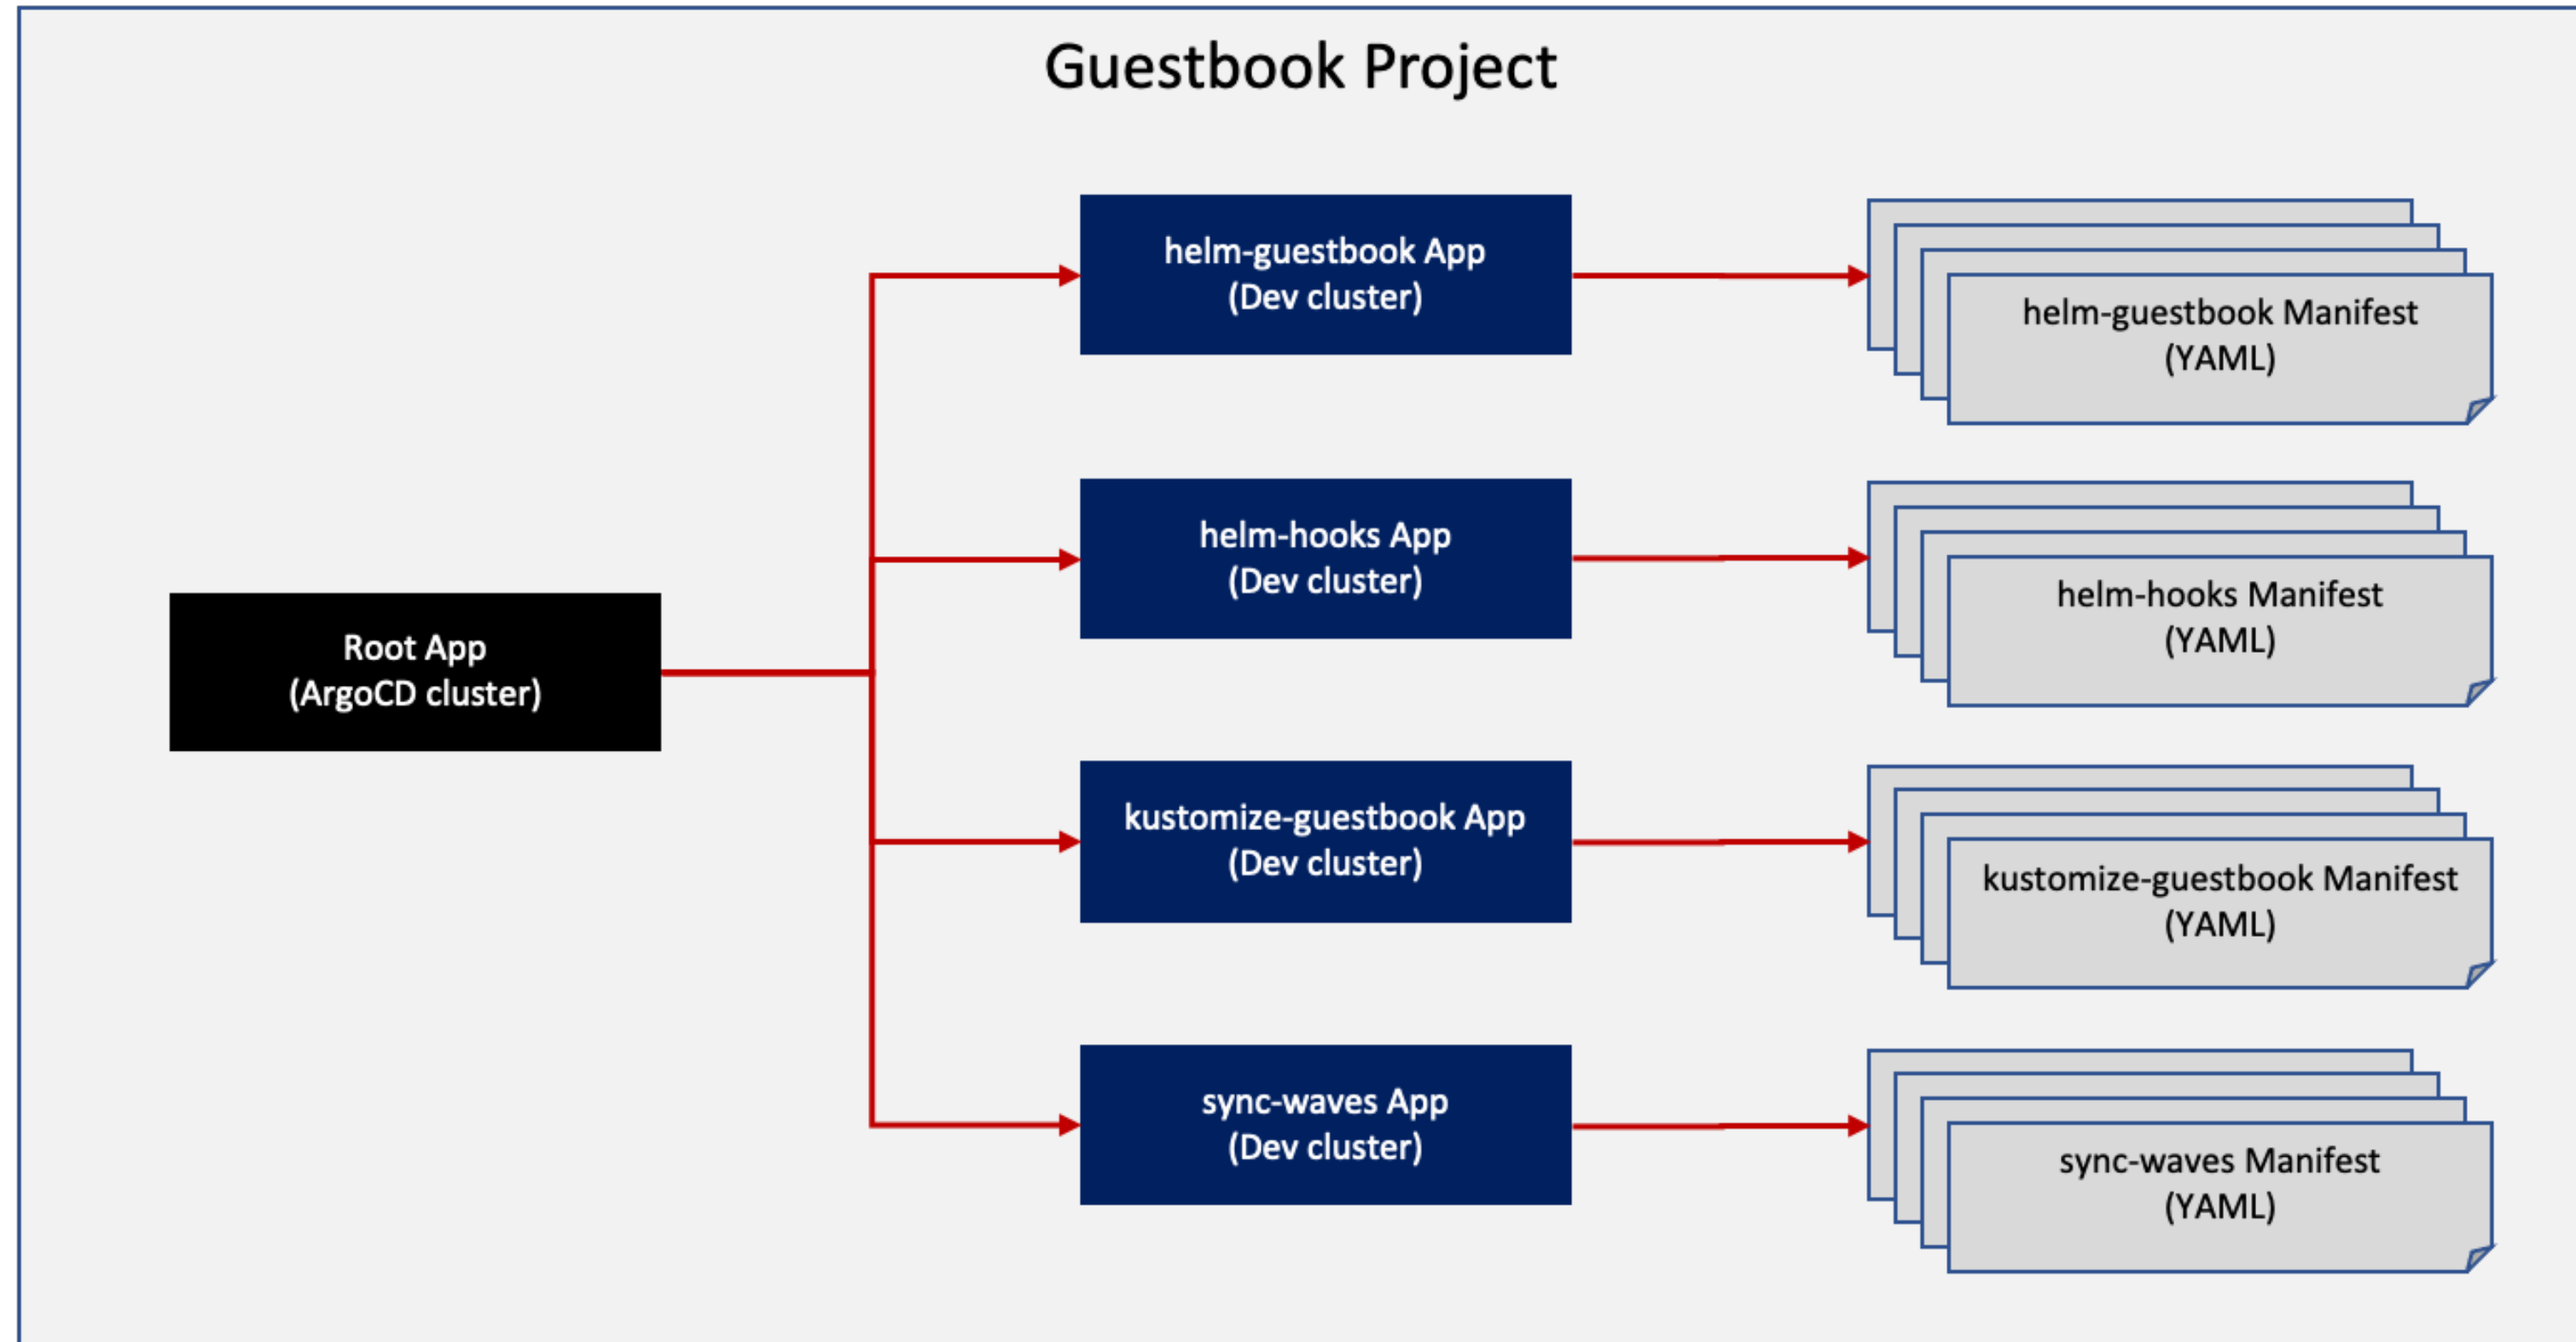 Guestbook Project
Root App
(ArgoCD cluster)
helm-guestbook App
(Dev cluster)
helm-guestbook Manifest
(YAML)
helm-hooks App
(Dev cluster)
helm-hooks Manifest
(YAML)
kustomize-guestbook App
(Dev cluster)
kustomize-guestbook Manifest
(YAML)
sync-waves App
(Dev cluster)
sync-waves Manifest
(YAML)